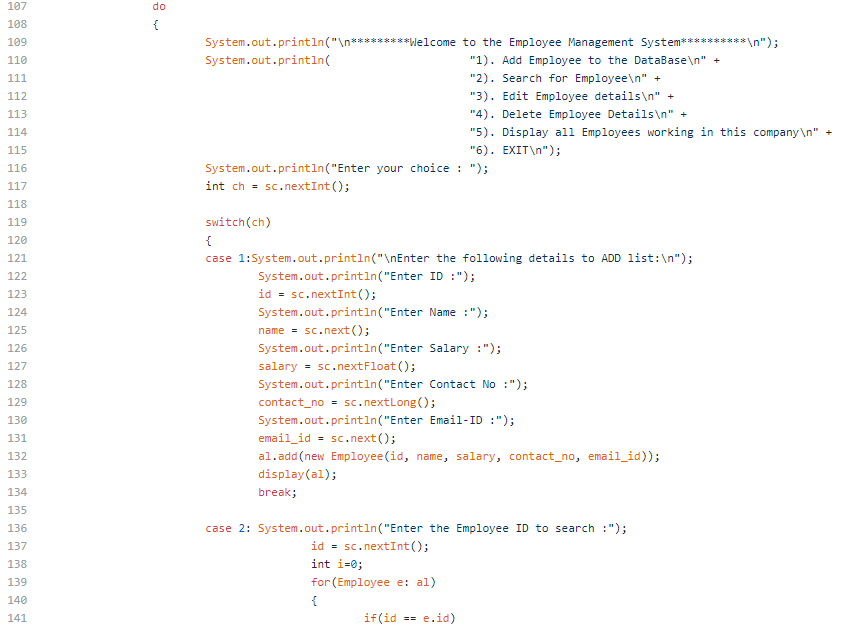 107 do
108 {
109 System.out.println("\n*********Welcome to the Employee Management System**********\n");
110 System.out.println( "1). Add Employee to the DataBase\n" +
111 "2). Search for Employee\n" +
112 "3). Edit Employee details\n" +
113 "4). Delete Employee Details\n" +
114 "5). Display all Employees working in this company\n" +
115 "6). EXIT\n");
116 System.out.println("Enter your choice : ");
117 int ch = sc.nextInt();
118
119 switch(ch)
120 {
121 case 1:System.out.println("\nEnter the following details to ADD list:\n");
122 System.out.println("Enter ID :");
123 id = sc.nextInt();
124 System.out.println("Enter Name :");
125 name = sc.next();
126 System.out.println("Enter Salary :");
127 salary = sc.nextFloat();
128 System.out.println("Enter Contact No :");
129 contact_no = sc.nextLong();
130 System.out.println("Enter Email-ID :");
131 email_id = sc.next();
132 al.add(new Employee(id, name, salary, contact_no, email_id));
133 display(al);
134 break;
135
136 case 2: System.out.println("Enter the Employee ID to search :");
137 id = sc.nextInt();
138 int i=0;
139 for(Employee e: al)
140 {
141 if(id == e.id)